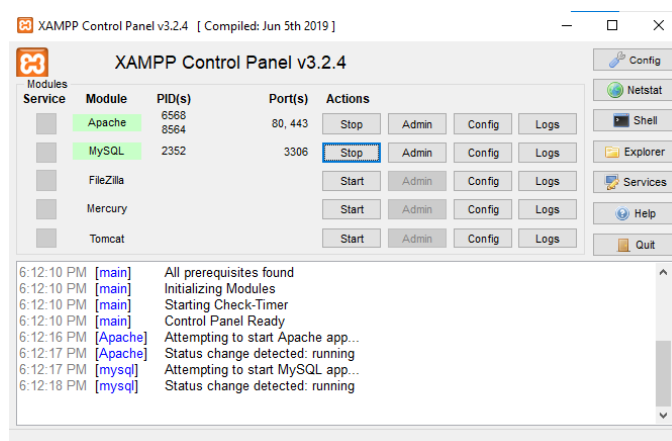 XAMPP Control Panel v3.2.4 [ Compiled: Jun 5th 2019 ]
XAMPP Control Panel v3.2.4
Config
Modules
Service Module PID(s) Port(s) Actions
Netstat
Apache 6568 8564 80, 443 Stop Admin Config Logs
Shell
MySQL 2352 3306 Stop Admin Config Logs
Explorer
FileZilla Start Admin Config Logs
Services
Mercury Start Admin Config Logs
Help
Tomcat Start Admin Config Logs
Quit
6:12:10 PM [main] All prerequisites found
6:12:10 PM [main] Initializing Modules
6:12:10 PM [main] Starting Check-Timer
6:12:10 PM [main] Control Panel Ready
6:12:16 PM [Apache] Attempting to start Apache app...
6:12:17 PM [Apache] Status change detected: running
6:12:17 PM [mysql] Attempting to start MySQL app...
6:12:18 PM [mysql] Status change detected: running